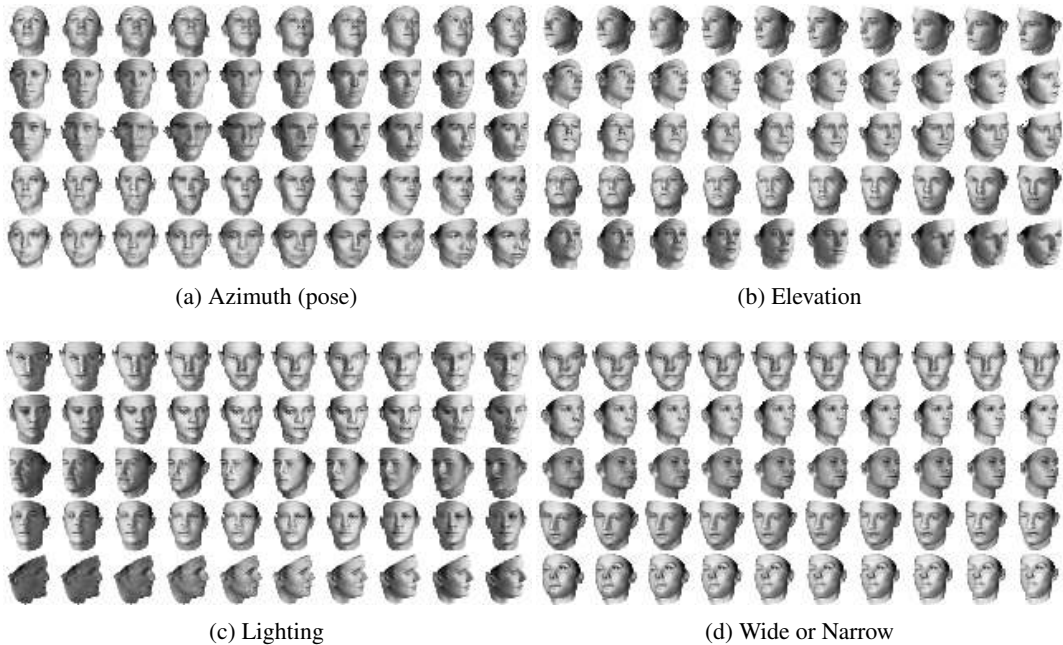 (a) Azimuth (pose)
(b) Elevation
(c) Lighting
(d) Wide or Narrow